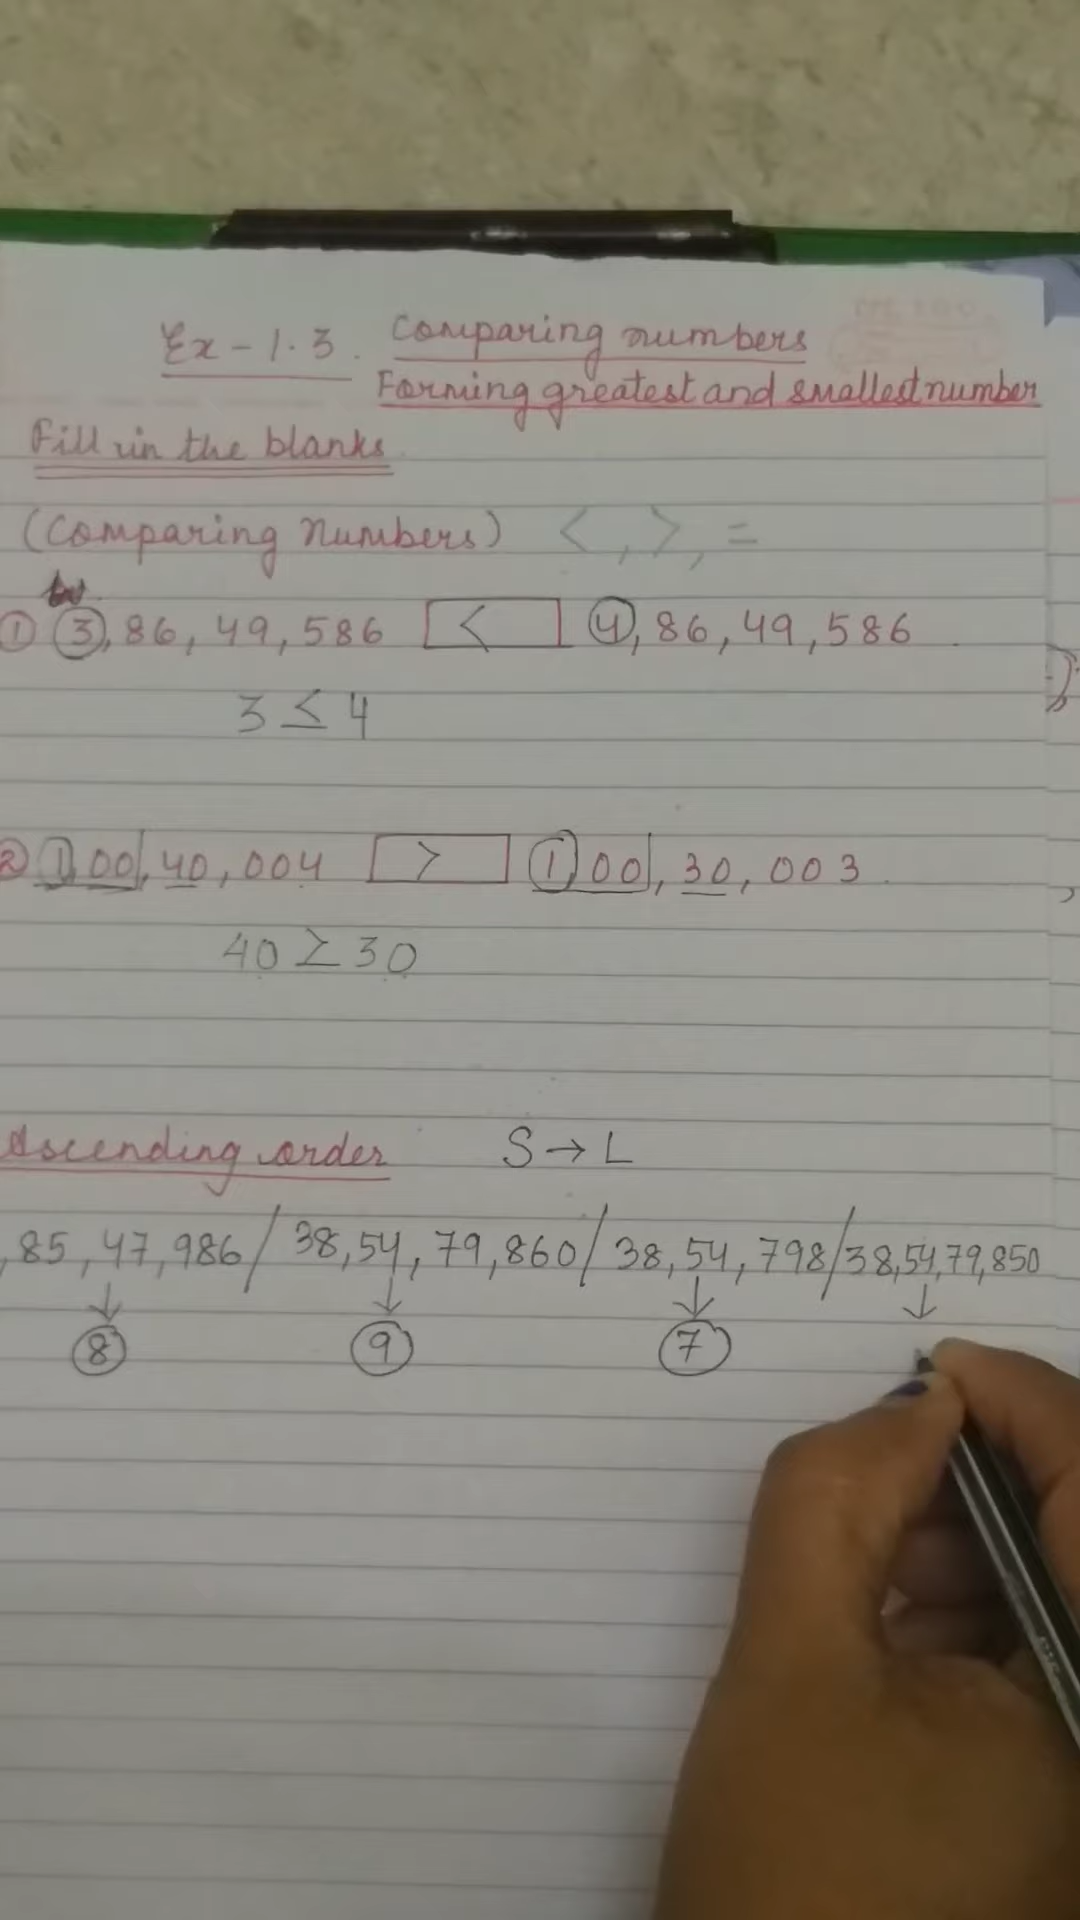 Ex - 1.3. Comparing numbers
Forming greatest and smallest number
Fill in the blanks
(Comparing Numbers) <, >, =
① 3,86,49,586 < 4,86,49,586
3 < 4
② 1,00,40,004 > 1,00,30,003
40 > 30
Ascending order S → L
,85,47,986 / 38,54,79,860 / 38,54,798 / 38,54,79,850
↓ ↓ ↓ ↓
8 9 7